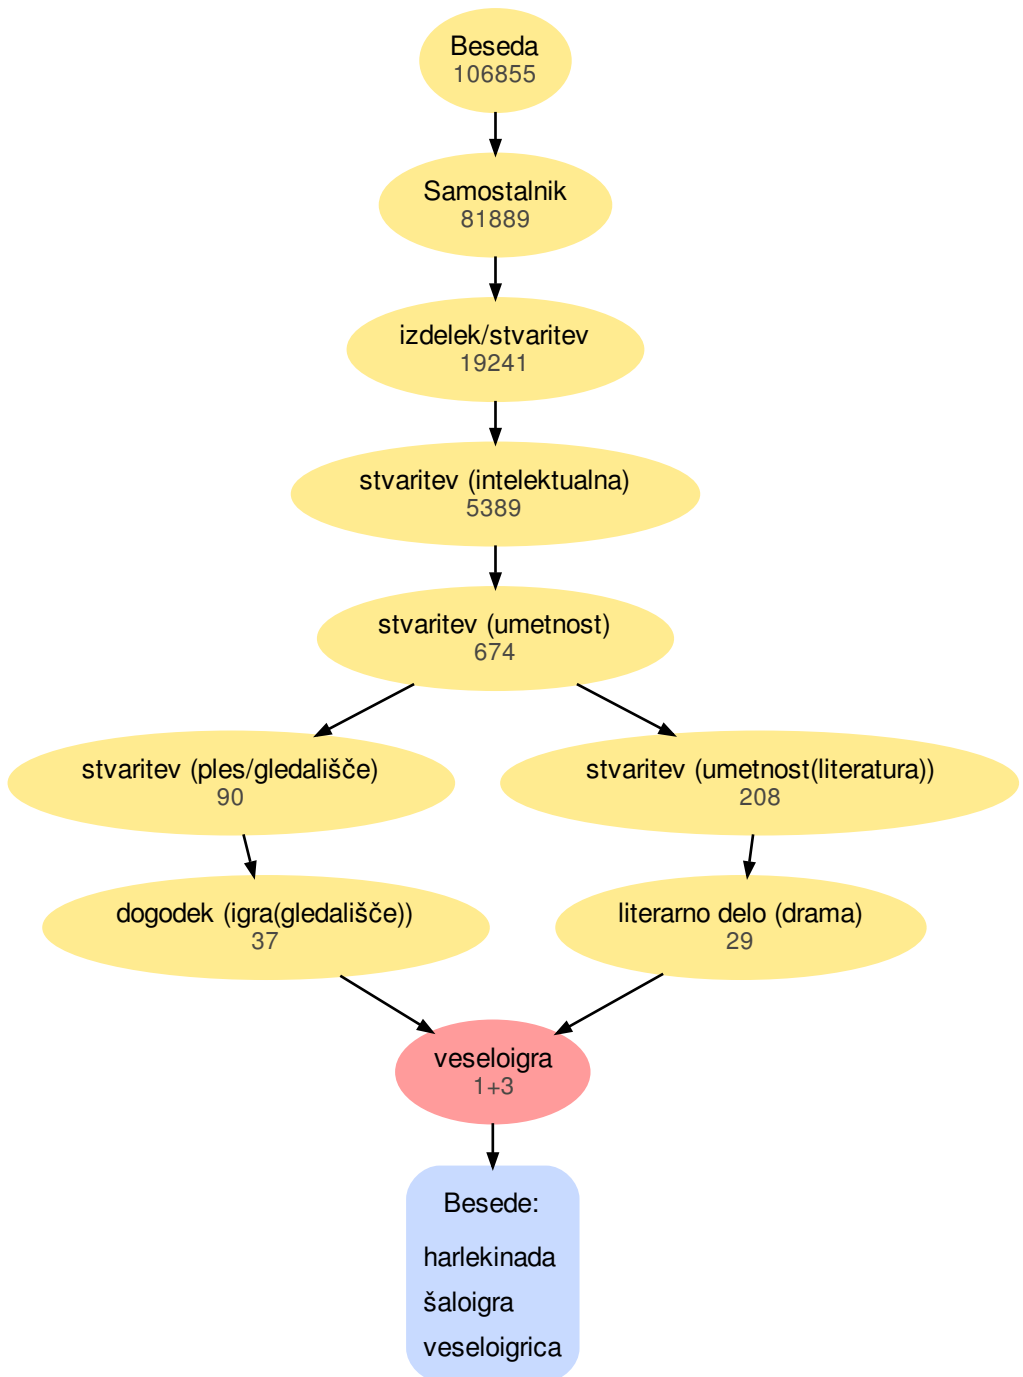 Beseda
106855
Samostalnik
81889
izdelek/stvaritev
19241
stvaritev (intelektualna)
5389
stvaritev (umetnost)
674
stvaritev (ples/gledališče)
90
stvaritev (umetnost(literatura))
208
dogodek (igra(gledališče))
37
literarno delo (drama)
29
veseloigra
1+3
Besede:
harlekinada
šaloigra
veseloigrica